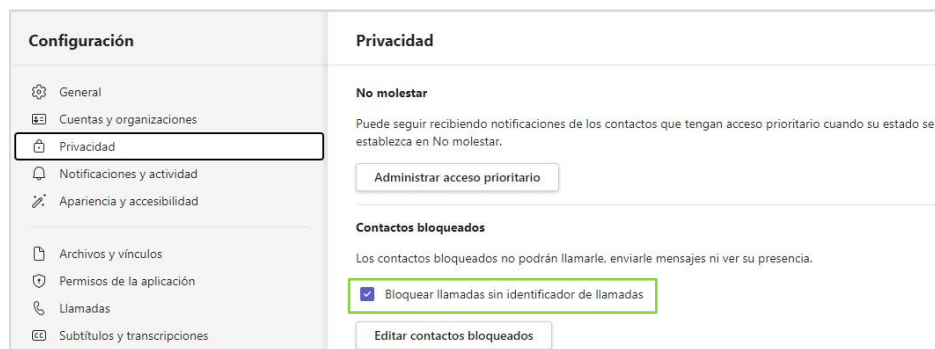 Configuración
General
Cuentas y organizaciones
Privacidad
Notificaciones y actividad
Apariencia y accesibilidad
Archivos y vínculos
Permisos de la aplicación
Llamadas
CC Subtítulos y transcripciones
Privacidad
No molestar
Puede seguir recibiendo notificaciones de los contactos que tengan acceso prioritario cuando su estado se
establezca en No molestar.
Administrar acceso prioritario
Contactos bloqueados
Los contactos bloqueados no podrán llamarle, enviarle mensajes ni ver su presencia.
Bloquear llamadas sin identificador de llamadas
Editar contactos bloqueados